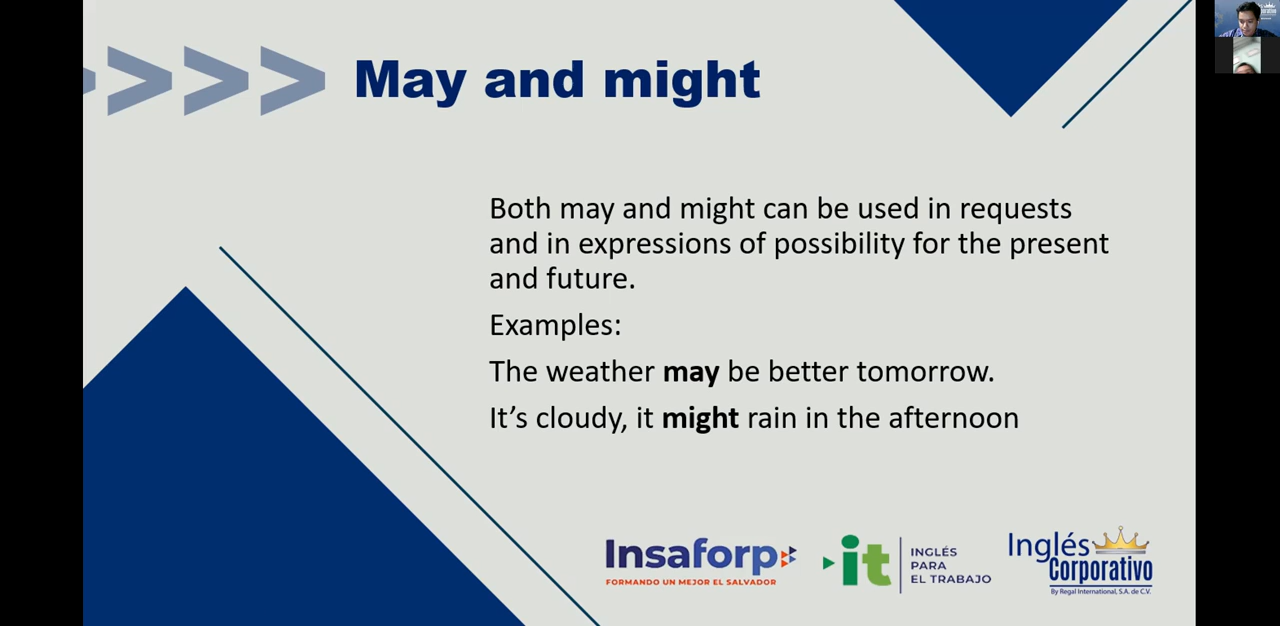 May and might
Both may and might can be used in requests
and in expressions of possibility for the present
and future.
Examples:
The weather may be better tomorrow.
It’s cloudy, it might rain in the afternoon
Insaforp
FORMANDO UN MEJOR EL SALVADOR
it
INGLÉS
PARA
EL TRABAJO
Inglés
Corporativo
By Regal International, S.A. de C.V.